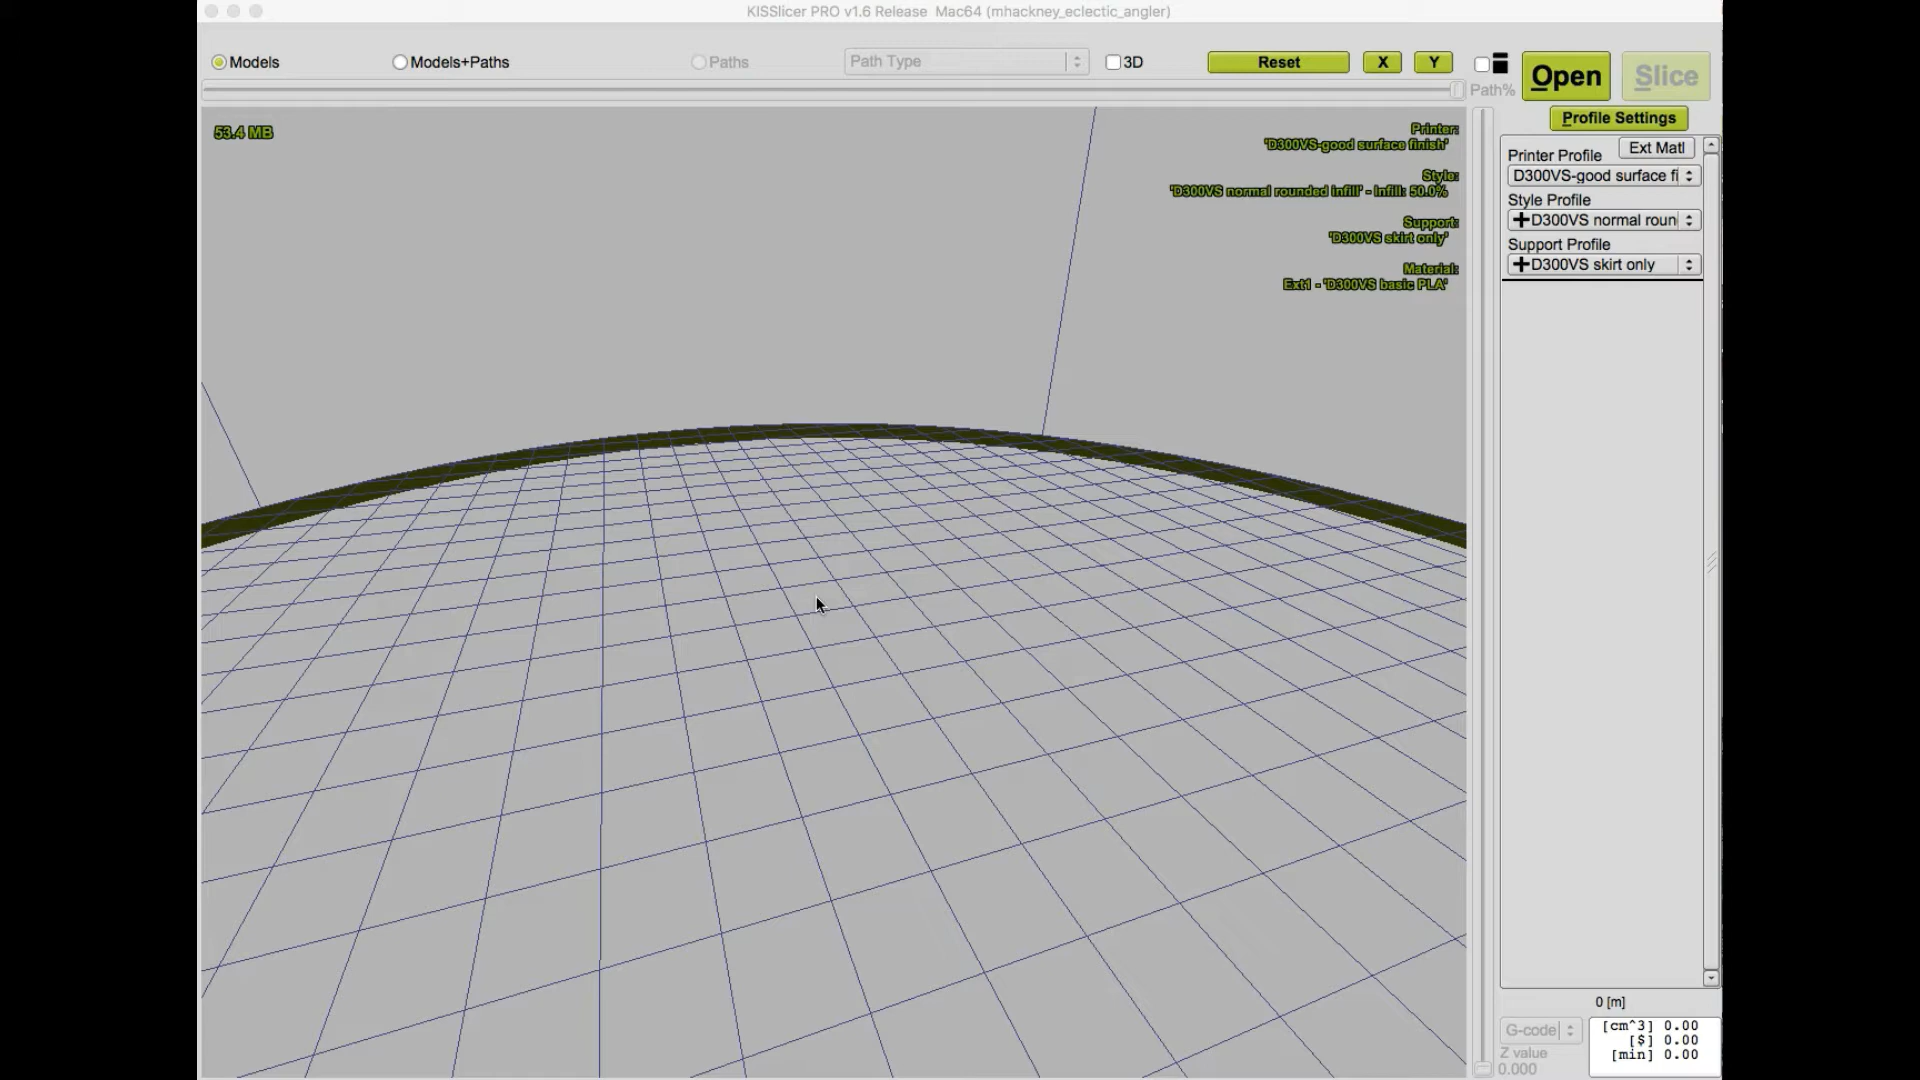 KISSlicer PRO v1.6 Release Mac64 (mhackney_eclectic_angler)
Models
Models+Paths
Paths
Path Type
3D
Reset
X
Y
Path%
Open
Slice
Profile Settings
53.4 MB
Printer:
'D300VS-good surface finish'
Style:
'D300VS normal rounded infill' - Infill: 50.0%
Support:
'D300VS skirt only'
Material:
Ext1 - 'D300VS basic PLA'
Printer Profile
Ext Matl
D300VS-good surface fi
Style Profile
D300VS normal roun
Support Profile
D300VS skirt only
0 [m]
G-code
[cm^3] 0.00
[$] 0.00
[min] 0.00
Z value
0.000